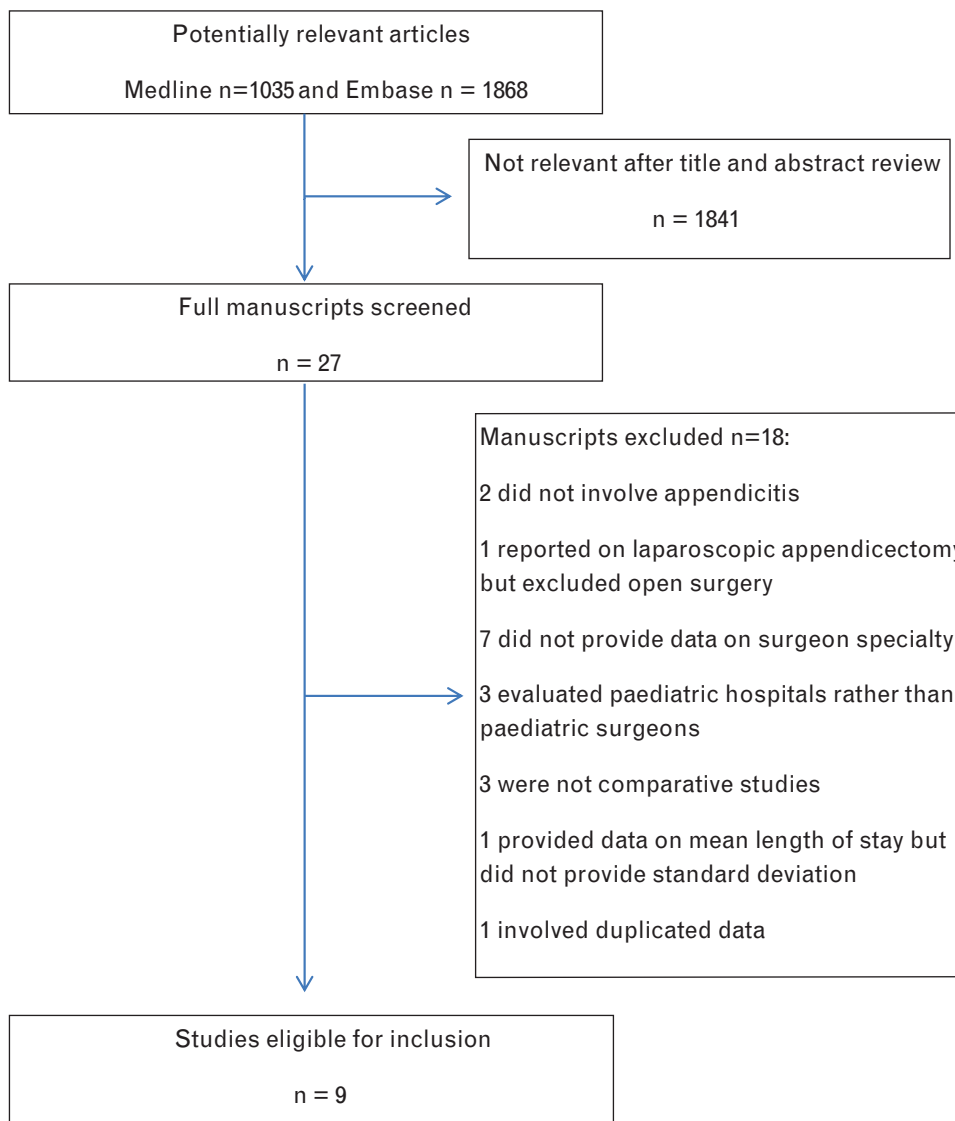 Potentially relevant articles
Medline n=1035 and Embase n = 1868
Not relevant after title and abstract review
n = 1841
Full manuscripts screened
n = 27
Manuscripts excluded n=18:
2 did not involve appendicitis
1 reported on laparoscopic appendicectomy
but excluded open surgery
7 did not provide data on surgeon specialty
3 evaluated paediatric hospitals rather than
paediatric surgeons
3 were not comparative studies
1 provided data on mean length of stay but
did not provide standard deviation
1 involved duplicated data
Studies eligible for inclusion
n = 9